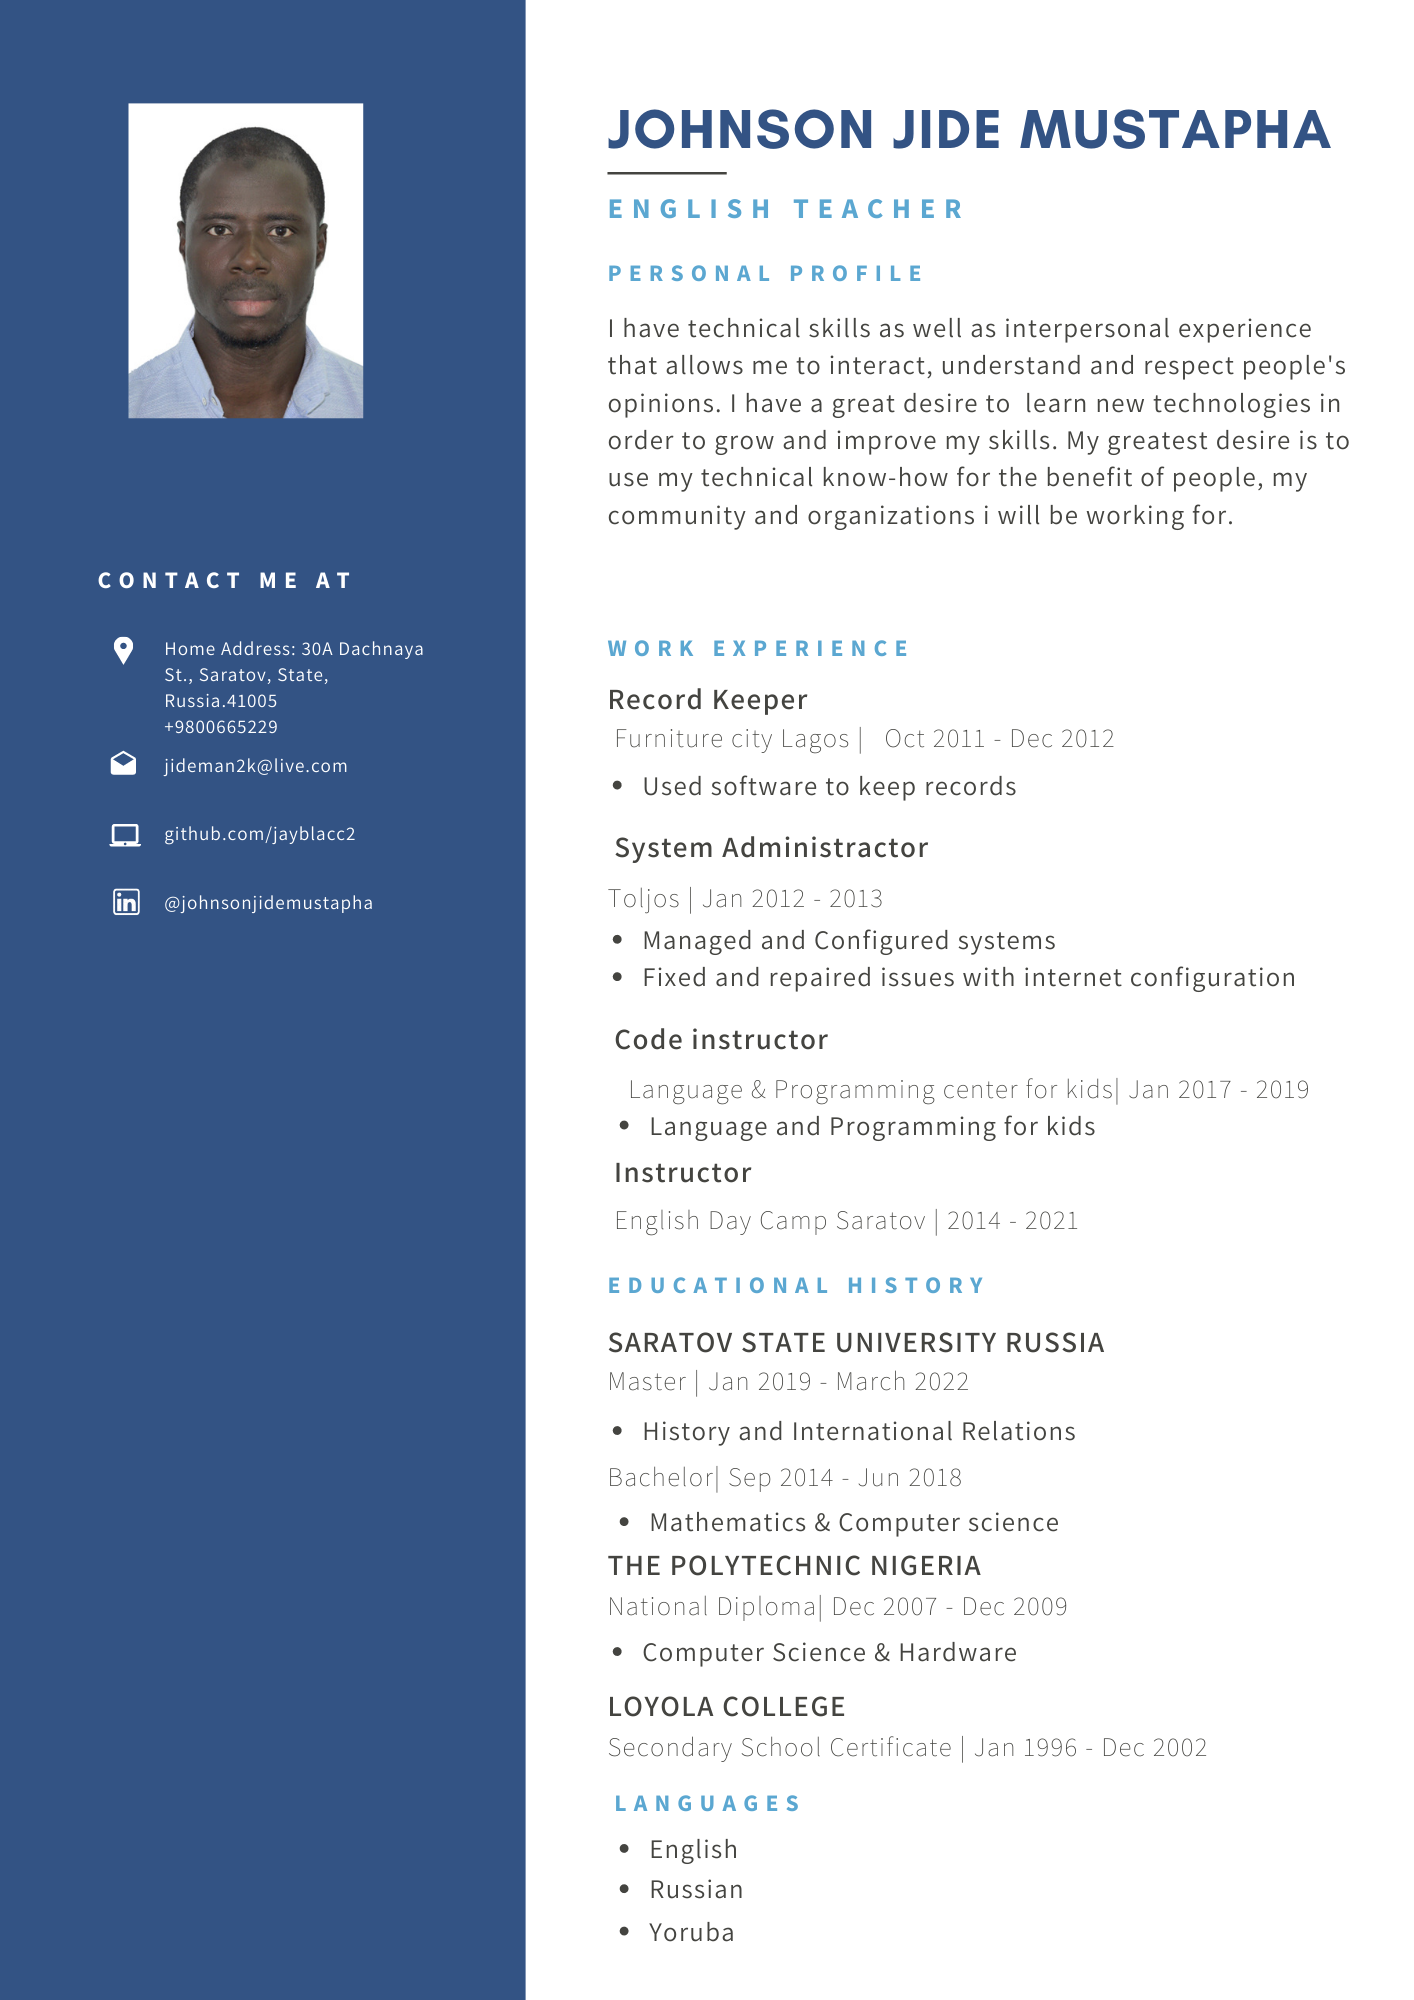 JOHNSON JIDE MUSTAPHA
ENGLISH TEACHER
PERSONAL PROFILE
I have technical skills as well as interpersonal experience
that allows me to interact, understand and respect people's
opinions. I have a great desire to learn new technologies in
order to grow and improve my skills. My greatest desire is to
use my technical know-how for the benefit of people, my
community and organizations i will be working for.
CONTACT ME AT
Home Address: 30A Dachnaya
St., Saratov, State,
Russia.41005
+9800665229
jideman2k@live.com
github.com/jayblacc2
in @johnsonjidemustapha
WORK EXPERIENCE
Record Keeper
Furniture city Lagos | Oct 2011 - Dec 2012
• Used software to keep records
System Administractor
Toljos | Jan 2012 - 2013
• Managed and Configured systems
• Fixed and repaired issues with internet configuration
Code instructor
Language & Programming center for kids| Jan 2017 - 2019
• Language and Programming for kids
Instructor
English Day Camp Saratov | 2014 - 2021
EDUCATIONAL HISTORY
SARATOV STATE UNIVERSITY RUSSIA
Master | Jan 2019 - March 2022
• History and International Relations
Bachelor| Sep 2014 - Jun 2018
• Mathematics & Computer science
THE POLYTECHNIC NIGERIA
National Diploma| Dec 2007 - Dec 2009
• Computer Science & Hardware
LOYOLA COLLEGE
Secondary School Certificate | Jan 1996 - Dec 2002
LANGUAGES
• English
• Russian
• Yoruba